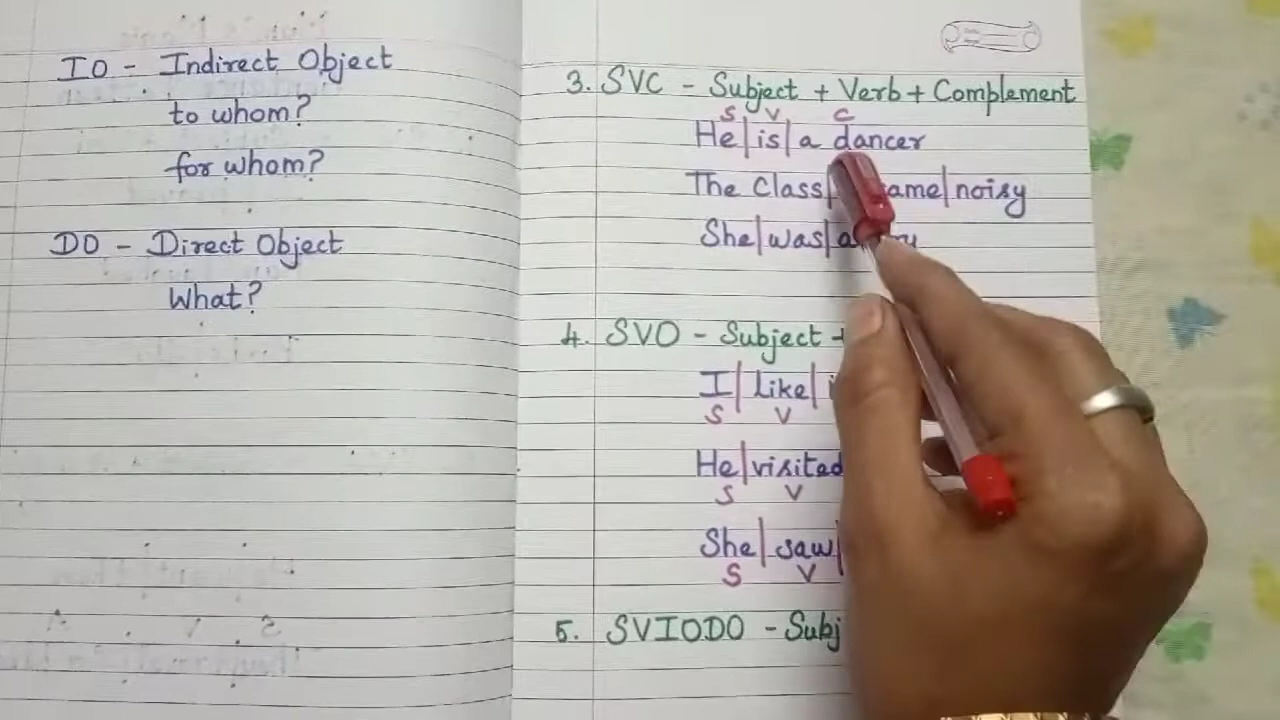 IO - Indirect Object
to whom?
for whom?
DO - Direct Object
What?
3. SVC - Subject + Verb + Complement
S V C
He | is | a dancer
The Class | | noisy
She | was |
4. SVO - Subject +
I | like |
S V
He | visited
S V
She | saw |
S V
5. SVIODO - Subj